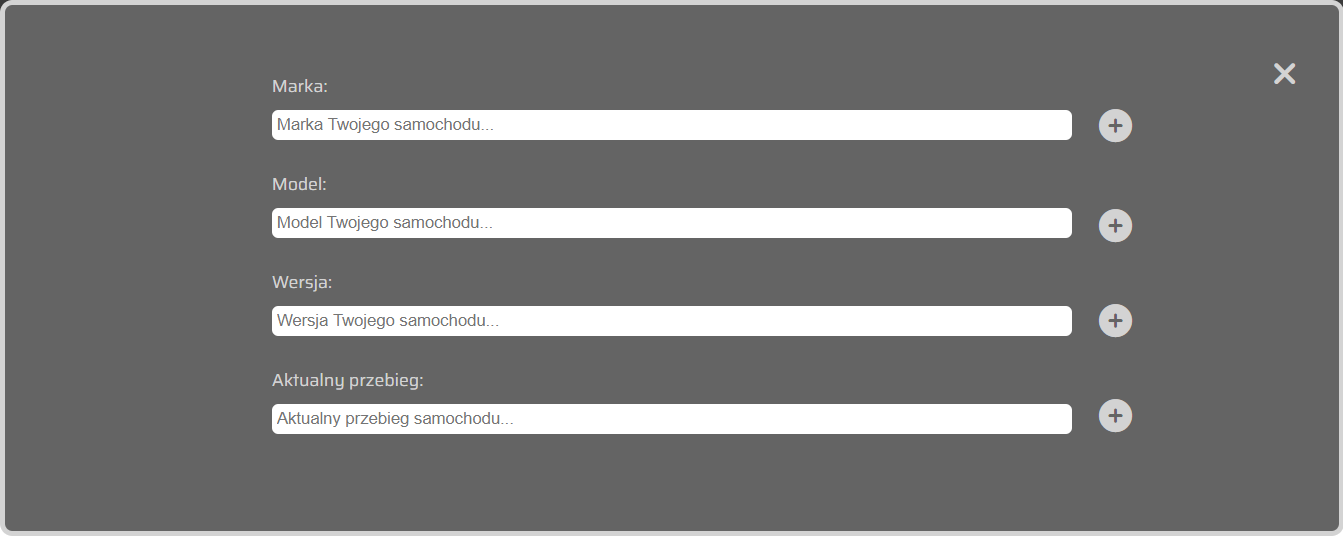 Marka:
Marka Twojego samochodu...
Model:
Model Twojego samochodu...
Wersja:
Wersja Twojego samochodu...
Aktualny przebieg:
Aktualny przebieg samochodu...